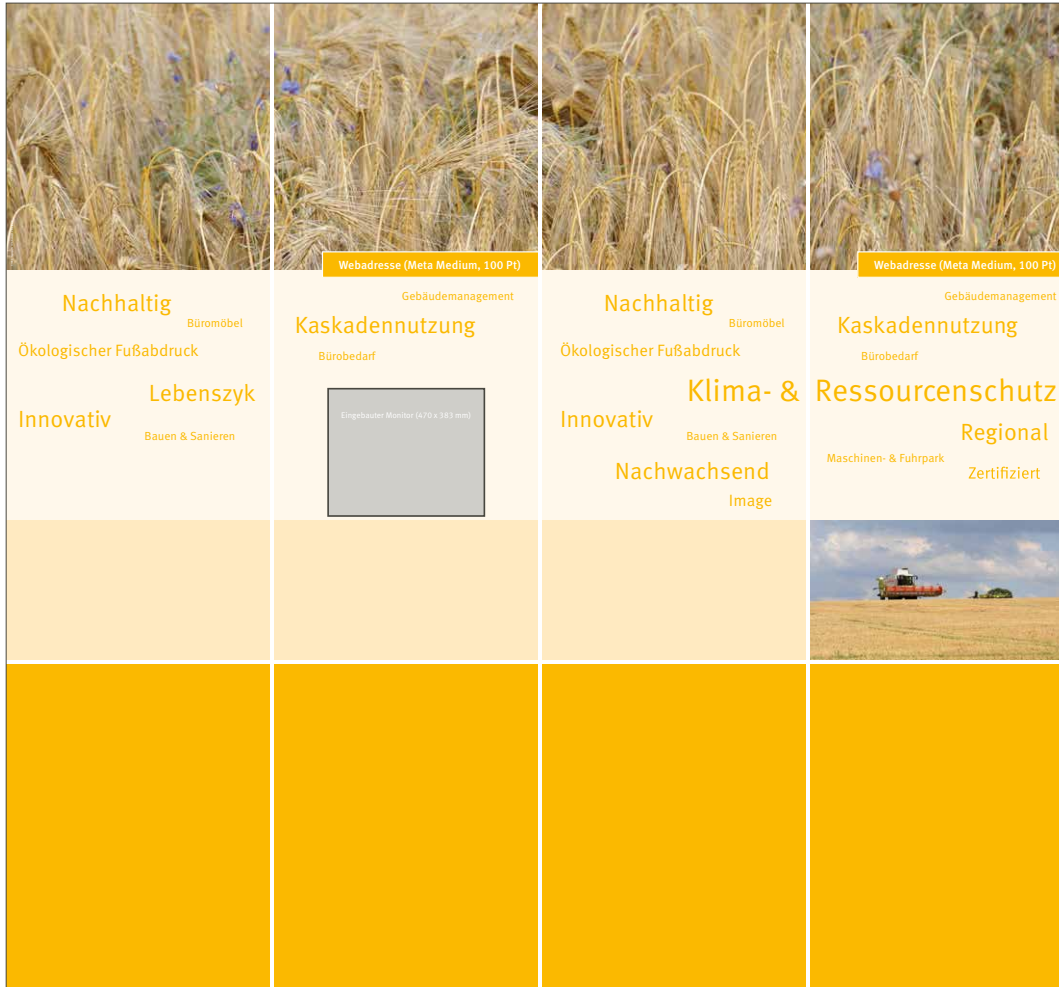 Webadresse (Meta Medium, 100 Pt)
Webadresse (Meta Medium, 100 Pt)
Nachhaltig
Büromöbel
Ökologischer Fußabdruck
Lebenszyk
Innovativ
Bauen & Sanieren
Gebäudemanagement
Kaskadennutzung
Bürobedarf
Eingebauter Monitor (470 x 383 mm)
Nachhaltig
Büromöbel
Ökologischer Fußabdruck
Klima- & Ressourcenschutz
Innovativ
Bauen & Sanieren
Nachwachsend
Image
Gebäudemanagement
Kaskadennutzung
Bürobedarf
Regional
Maschinen- & Fuhrpark
Zertifiziert